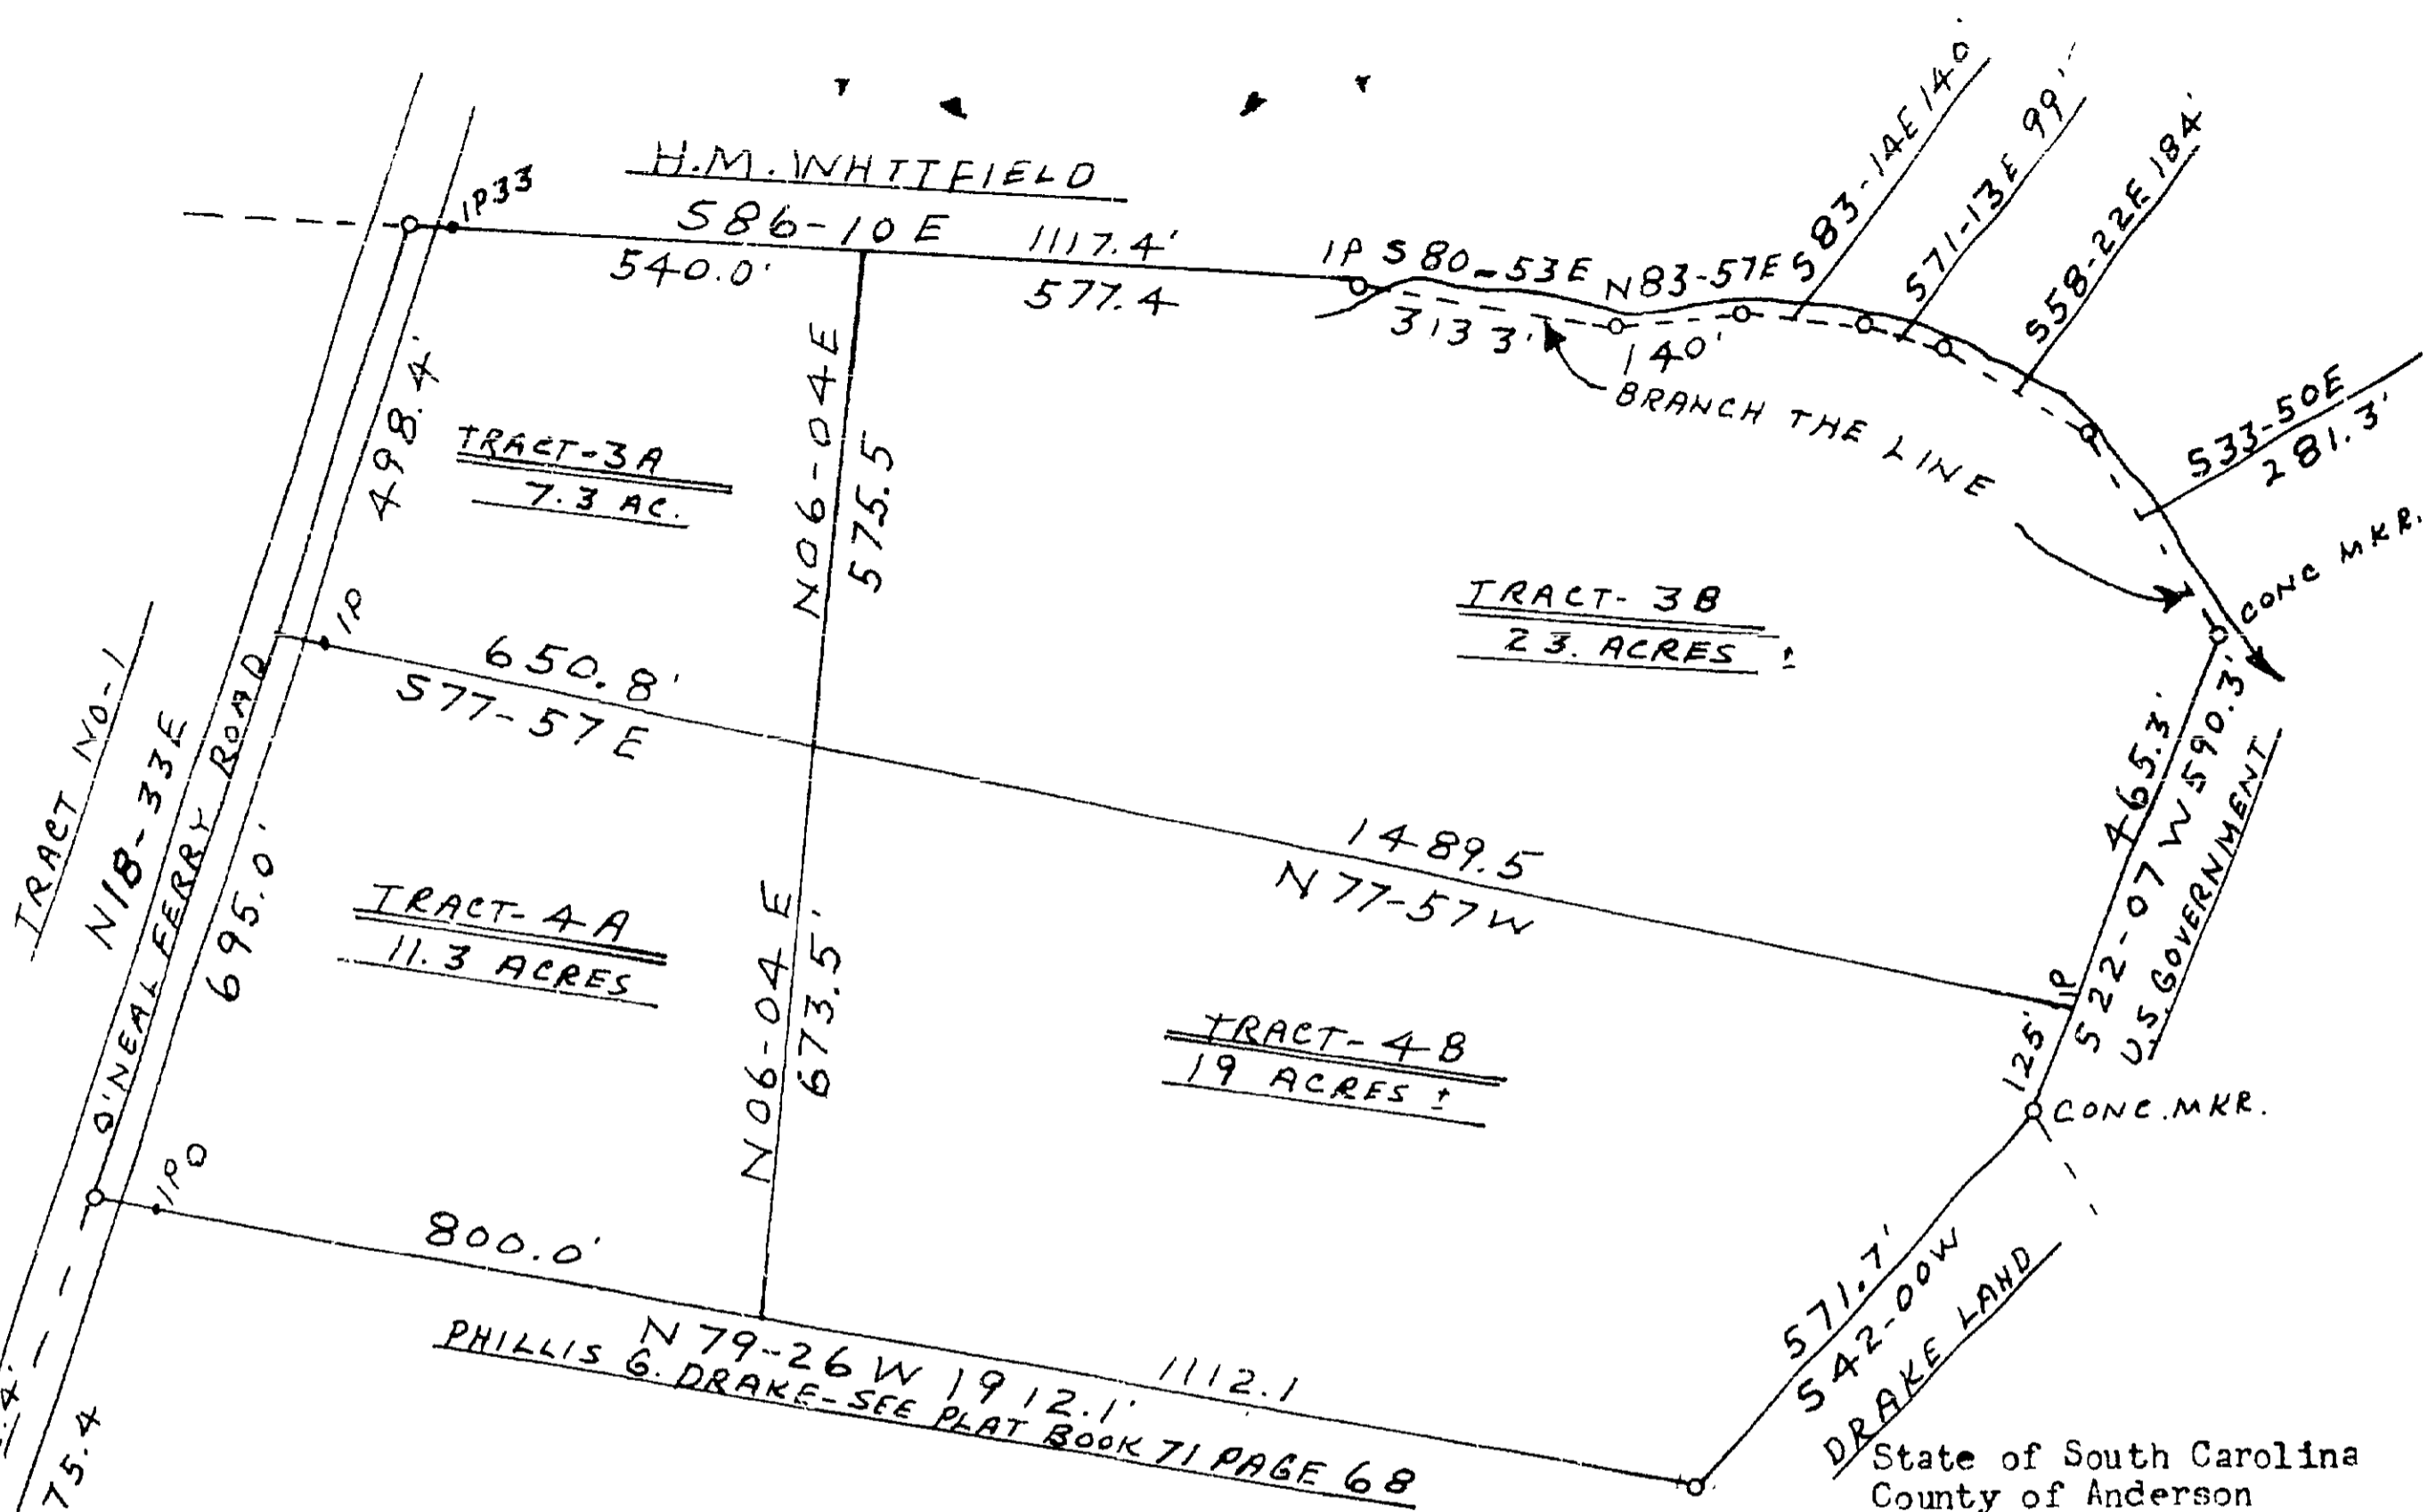 H.M. WHTTFIELD
S86-10E 1117.4'
540.0'
577.4
IP33
IP
S80-53E
313.3'
N83-57E
140'
S83-14E 140
S71-13E 99'
S58-22E 184'
S33-50E
281.3'
BRANCH THE LINE
CONC MKR.
498.4'
TRACT-3A
7.3 AC.
N06-04E
575.5
TRACT-3B
23. ACRES ±
IP
650.8'
S77-57E
TRACT NO-1
N18-33E
O'NEAL FERRY ROAD
695.0'
465.3'
S22-07W 590.3'
U.S. GOVERNMENT
1489.5
N77-57W
IP
125'
CONC. MKR.
TRACT-4A
11.3 ACRES
N06-04E
673.5'
TRACT-4B
19 ACRES ±
IPO
800.0'
N79-26W 1912.1'
1112.1
PHILLIS G. DRAKE-SEE PLAT BOOK 71 PAGE 68
571.7'
S42-00W
DRAKE LAND
75.4
State of South Carolina
County of Anderson